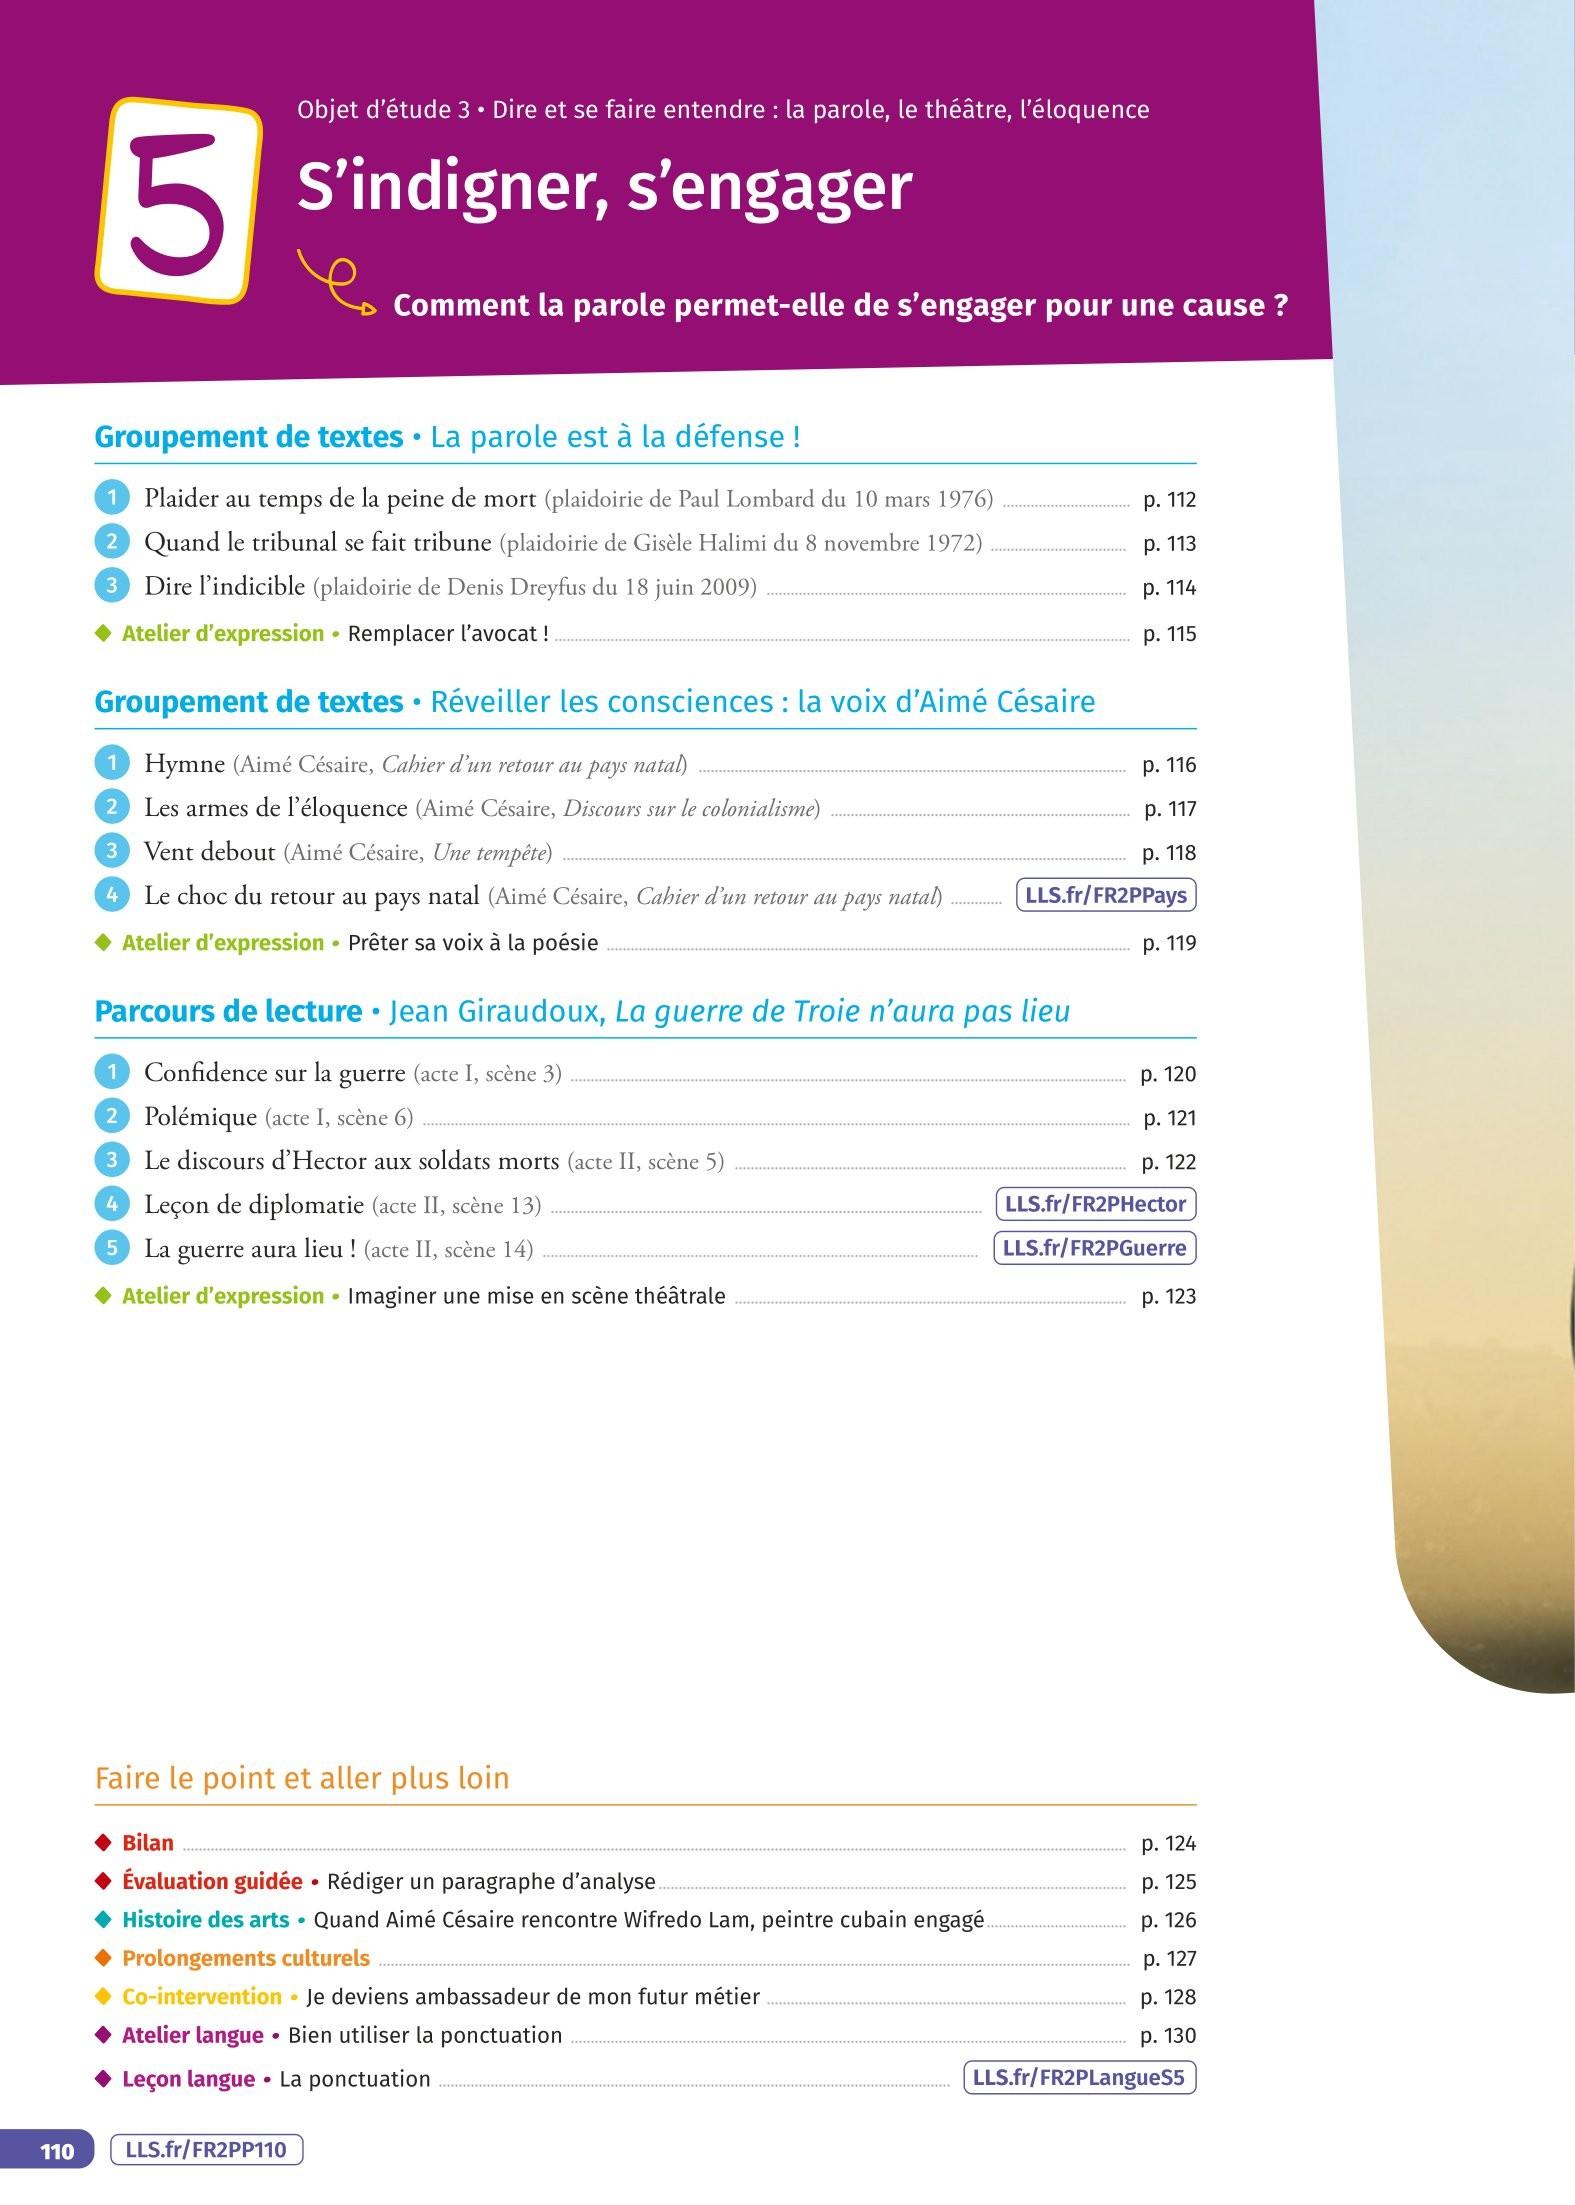 5
Objet d’étude 3 • Dire et se faire entendre : la parole, le théâtre, l’éloquence
S’indigner, s’engager
Comment la parole permet-elle de s’engager pour une cause ?
Groupement de textes • La parole est à la défense !
1 Plaider au temps de la peine de mort (plaidoirie de Paul Lombard du 10 mars 1976) p. 112
2 Quand le tribunal se fait tribune (plaidoirie de Gisèle Halimi du 8 novembre 1972) p. 113
3 Dire l’indicible (plaidoirie de Denis Dreyfus du 18 juin 2009) p. 114
Atelier d’expression • Remplacer l’avocat ! p. 115
Groupement de textes • Réveiller les consciences : la voix d’Aimé Césaire
1 Hymne (Aimé Césaire, Cahier d’un retour au pays natal) p. 116
2 Les armes de l’éloquence (Aimé Césaire, Discours sur le colonialisme) p. 117
3 Vent debout (Aimé Césaire, Une tempête) p. 118
4 Le choc du retour au pays natal (Aimé Césaire, Cahier d’un retour au pays natal) LLS.fr/FR2PPays
Atelier d’expression • Prêter sa voix à la poésie p. 119
Parcours de lecture • Jean Giraudoux, La guerre de Troie n’aura pas lieu
1 Confidence sur la guerre (acte I, scène 3) p. 120
2 Polémique (acte I, scène 6) p. 121
3 Le discours d’Hector aux soldats morts (acte II, scène 5) p. 122
4 Leçon de diplomatie (acte II, scène 13) LLS.fr/FR2PHector
5 La guerre aura lieu ! (acte II, scène 14) LLS.fr/FR2PGuerre
Atelier d’expression • Imaginer une mise en scène théâtrale p. 123
Faire le point et aller plus loin
Bilan p. 124
Évaluation guidée • Rédiger un paragraphe d’analyse p. 125
Histoire des arts • Quand Aimé Césaire rencontre Wifredo Lam, peintre cubain engagé p. 126
Prolongements culturels p. 127
Co-intervention • Je deviens ambassadeur de mon futur métier p. 128
Atelier langue • Bien utiliser la ponctuation p. 130
Leçon langue • La ponctuation LLS.fr/FR2PLangueS5
110 LLS.fr/FR2PP110